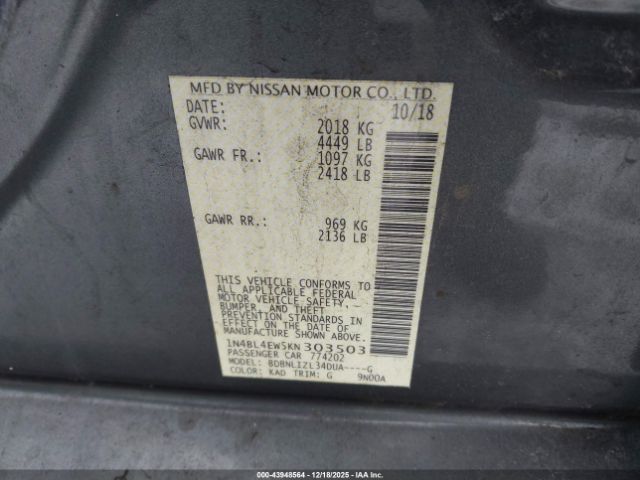 MFD BY NISSAN MOTOR CO., LTD.
DATE: 10/18
GVWR: 2018 KG
4449 LB
GAWR FR.: 1097 KG
2418 LB
GAWR RR.: 969 KG
2136 LB
THIS VEHICLE CONFORMS TO
ALL APPLICABLE FEDERAL
MOTOR VEHICLE SAFETY,
BUMPER, AND THEFT
PREVENTION STANDARDS IN
EFFECT ON THE DATE OF
MANUFACTURE SHOWN ABOVE.
1N4BL4EW5KN303503
PASSENGER CAR 774202
MODEL: BDBNLIZL34DUA----G
COLOR: KAD TRIM: G 9N00A
© IAA - 43948564 - 12/18/2025 - IAAI.COM